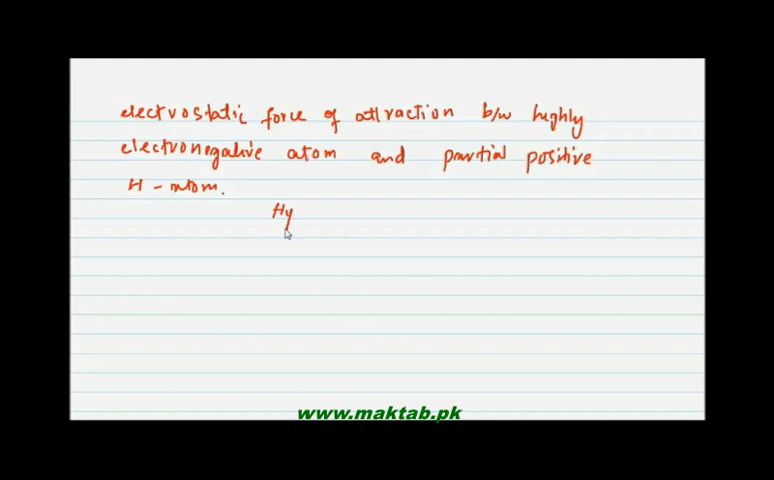 electrostatic force of attraction b/w highly
electronegative atom and partial positive
H - atom.
Hy
www.maktab.pk